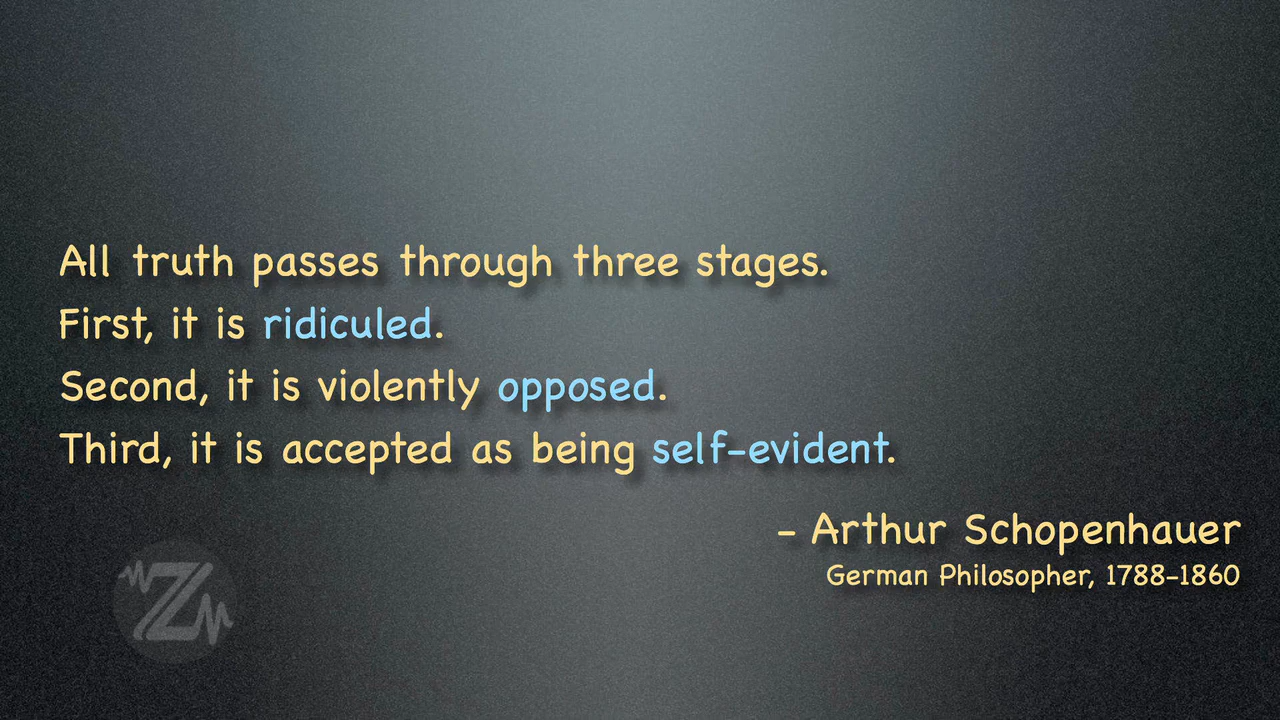 All truth passes through three stages.
First, it is ridiculed.
Second, it is violently opposed.
Third, it is accepted as being self-evident.
- Arthur Schopenhauer
German Philosopher, 1788-1860
Z